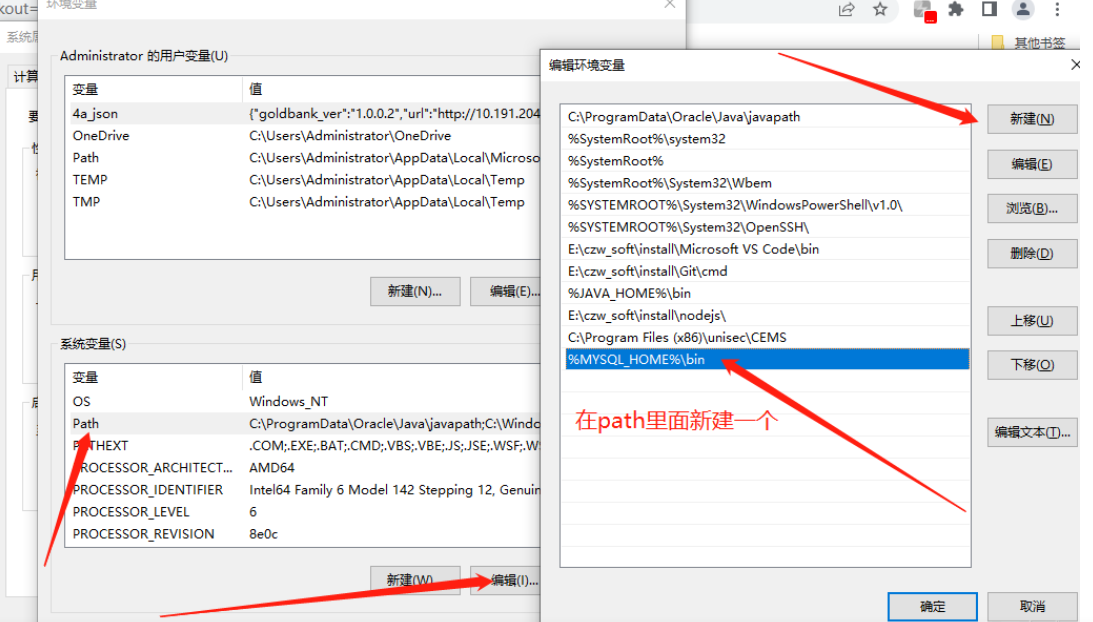 kout=
环境变量
其他书签
Administrator 的用户变量(U)
变量 值
4a_json {"goldbank_ver":"1.0.0.2","url":"http://10.191.204
OneDrive C:\Users\Administrator\OneDrive
Path C:\Users\Administrator\AppData\Local\Microso
TEMP C:\Users\Administrator\AppData\Local\Temp
TMP C:\Users\Administrator\AppData\Local\Temp
新建(N)... 编辑(E)...
系统变量(S)
变量 值
OS Windows_NT
Path C:\ProgramData\Oracle\Java\javapath;C:\Windo
PATHEXT .COM;.EXE;.BAT;.CMD;.VBS;.VBE;.JS;.JSE;.WSF;.WS
PROCESSOR_ARCHITECT... AMD64
PROCESSOR_IDENTIFIER Intel64 Family 6 Model 142 Stepping 12, Genuin
PROCESSOR_LEVEL 6
PROCESSOR_REVISION 8e0c
新建(W)... 编辑(I)...
编辑环境变量
C:\ProgramData\Oracle\Java\javapath
%SystemRoot%\system32
%SystemRoot%
%SystemRoot%\System32\Wbem
%SYSTEMROOT%\System32\WindowsPowerShell\v1.0\
%SYSTEMROOT%\System32\OpenSSH\
E:\czw_soft\install\Microsoft VS Code\bin
E:\czw_soft\install\Git\cmd
%JAVA_HOME%\bin
E:\czw_soft\install\nodejs\
C:\Program Files (x86)\unisec\CEMS
%MYSQL_HOME%\bin
在path里面新建一个
新建(N)
编辑(E)
浏览(B)...
删除(D)
上移(U)
下移(O)
编辑文本(T)...
确定 取消